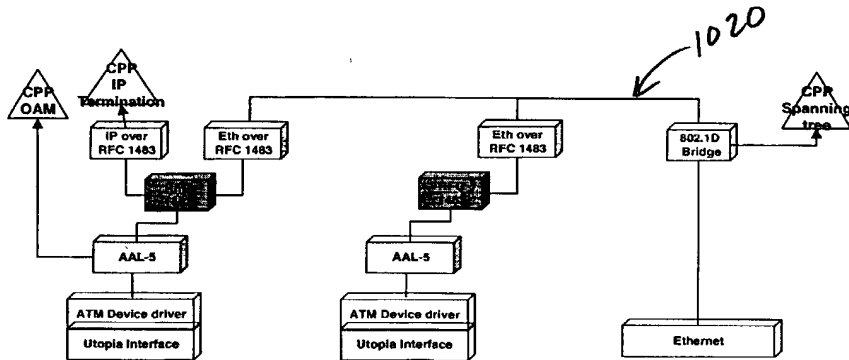 1020
CPP
OAM
CPP
IP
Termination
CPP
Spanning
tree
IP over
RFC 1483
Eth over
RFC 1483
Eth over
RFC 1483
802.1D
Bridge
AAL-5
AAL-5
ATM Device driver
Utopia Interface
ATM Device driver
Utopia Interface
Ethernet